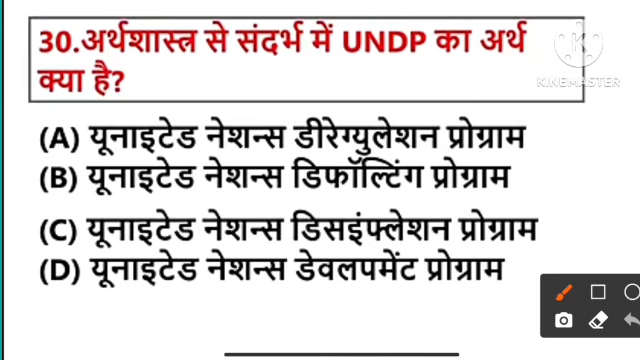 30.अर्थशास्त्र से संदर्भ में UNDP का अर्थ
क्या है?
KINEMASTER
(A) यूनाइटेड नेशन्स डीरेग्युलेशन प्रोग्राम
(B) यूनाइटेड नेशन्स डिफॉल्टिंग प्रोग्राम
(C) यूनाइटेड नेशन्स डिसइंफ्लेशन प्रोग्राम
(D) यूनाइटेड नेशन्स डेवलपमेंट प्रोग्राम